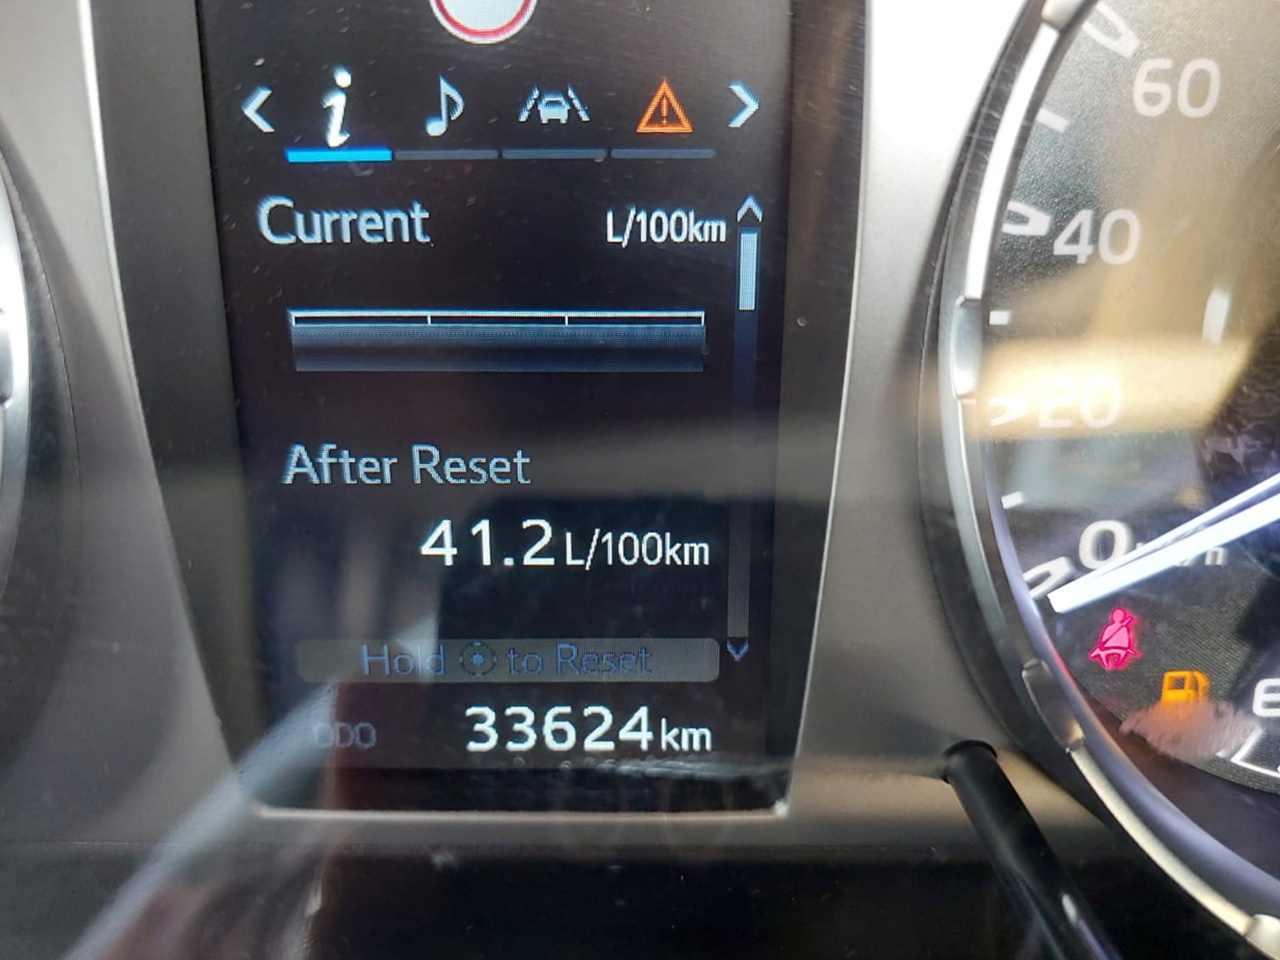 Current L/100km
After Reset
41.2 L/100km
Hold to Reset
ODO 33624 km
60
40
20
0